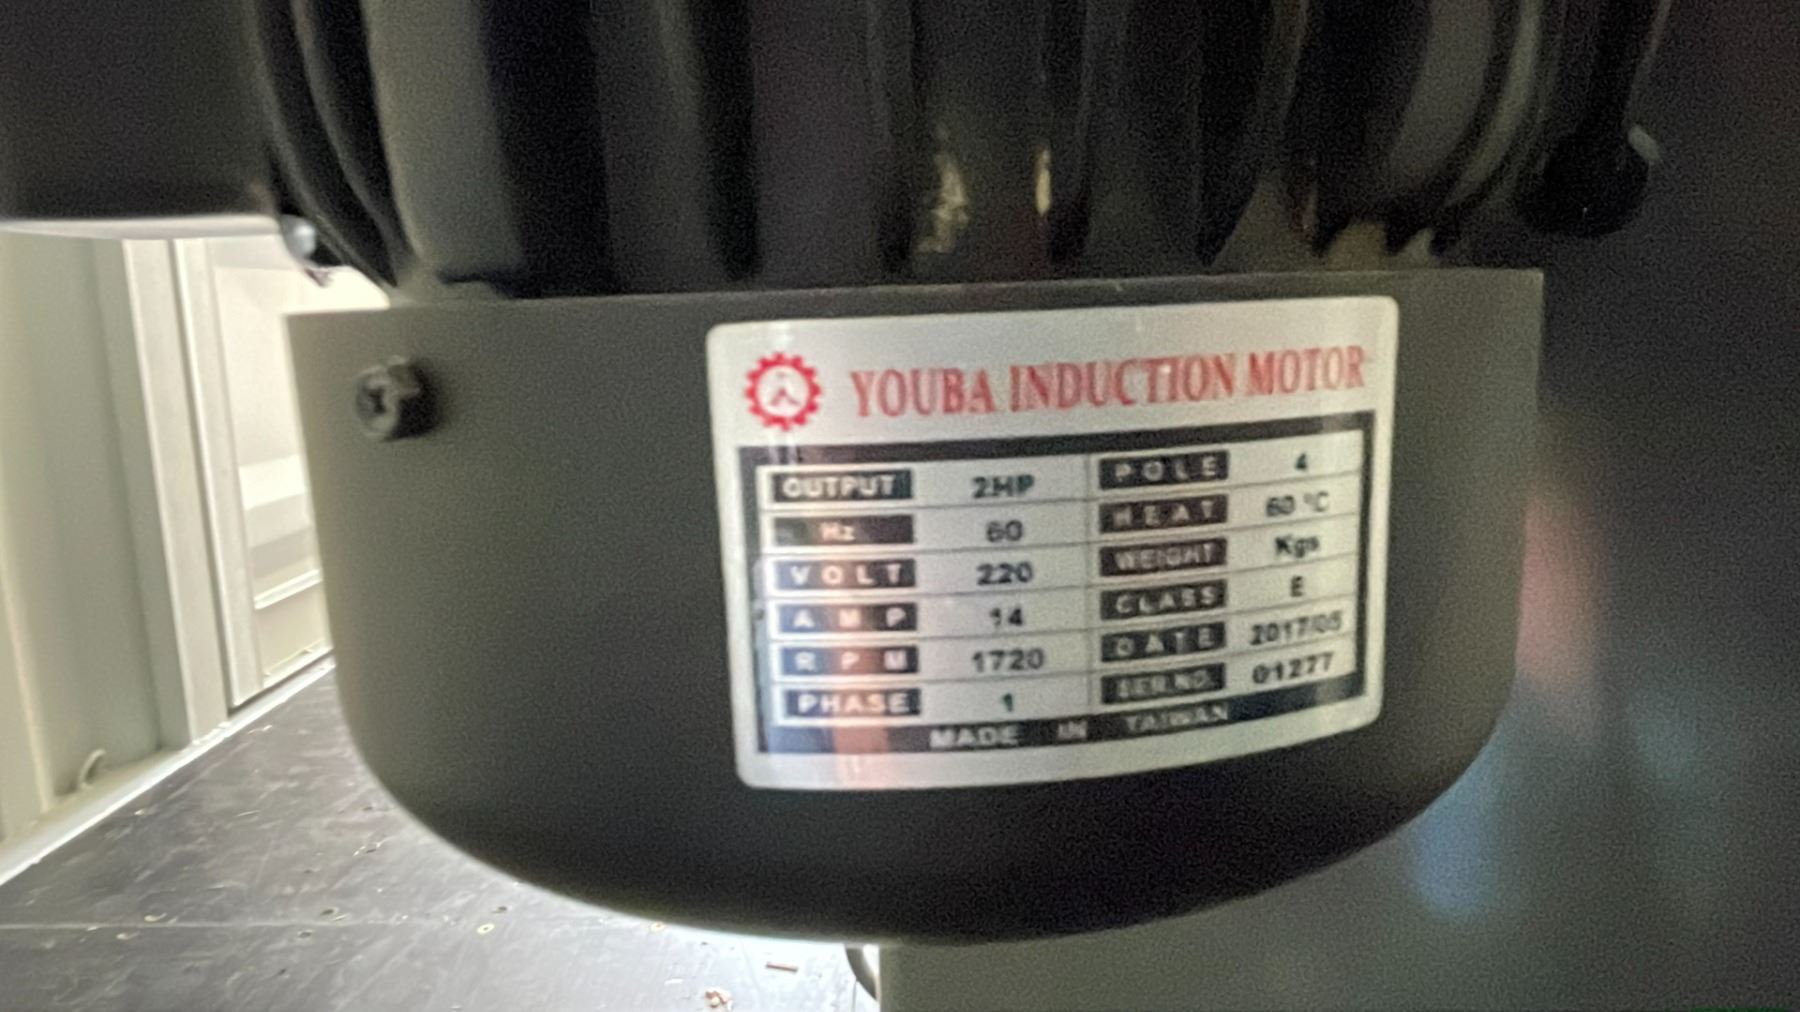 YOUBA INDUCTION MOTOR
OUTPUT 2HP POLE 4
Hz 60 HEAT 60 °C
VOLT 220 WEIGHT Kgs
AMP 14 CLASS E
RPM 1720 DATE 2017/05
PHASE 1 SER.NO. 01277
MADE IN TAIWAN